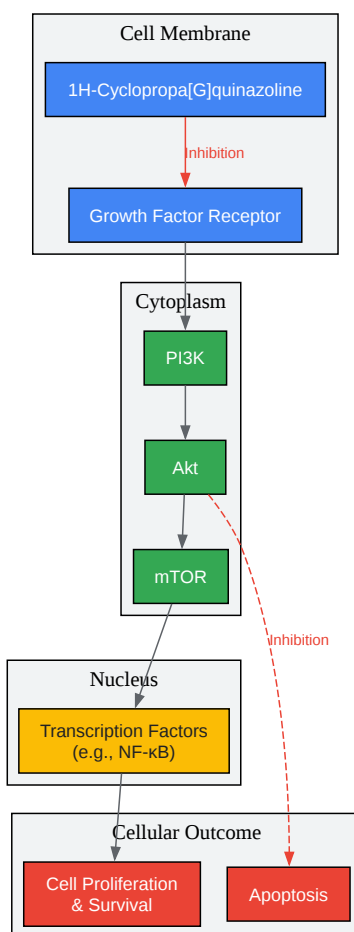 Cell Membrane
1H-Cyclopropa[G]quinazoline
Inhibition
Growth Factor Receptor
Cytoplasm
PI3K
Akt
mTOR
Inhibition
Nucleus
Transcription Factors
(e.g., NF-κB)
Cellular Outcome
Cell Proliferation
& Survival
Apoptosis